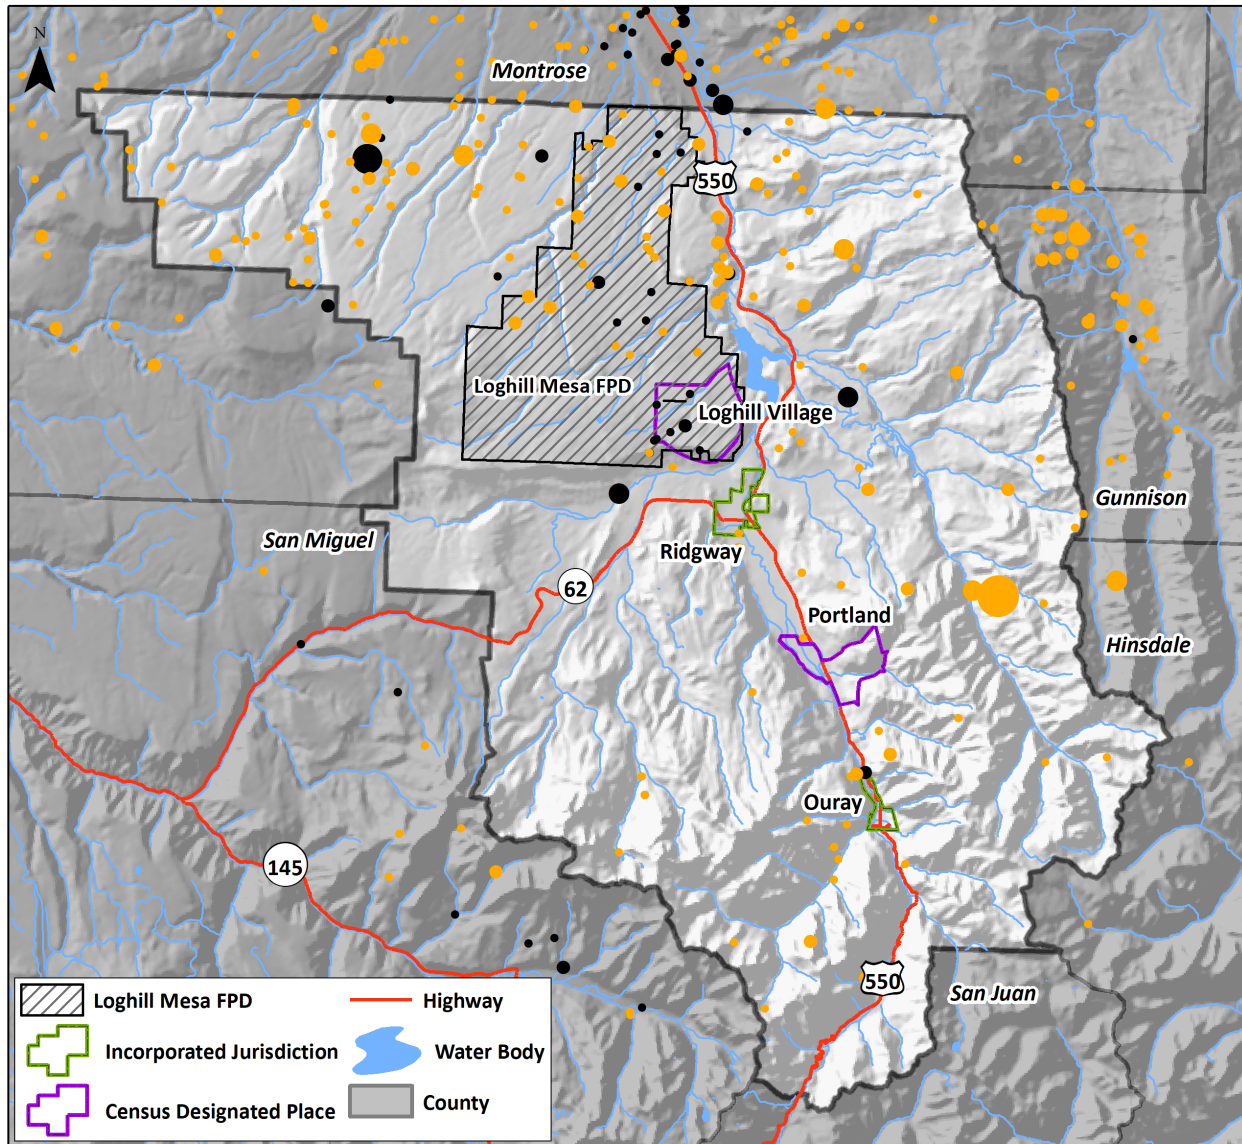 N
Montrose
550
Loghill Mesa FPD
Loghill Village
Gunnison
San Miguel
Ridgway
62
Portland
Hinsdale
Ouray
145
550
San Juan
Loghill Mesa FPD
Highway
Incorporated Jurisdiction
Water Body
Census Designated Place
County